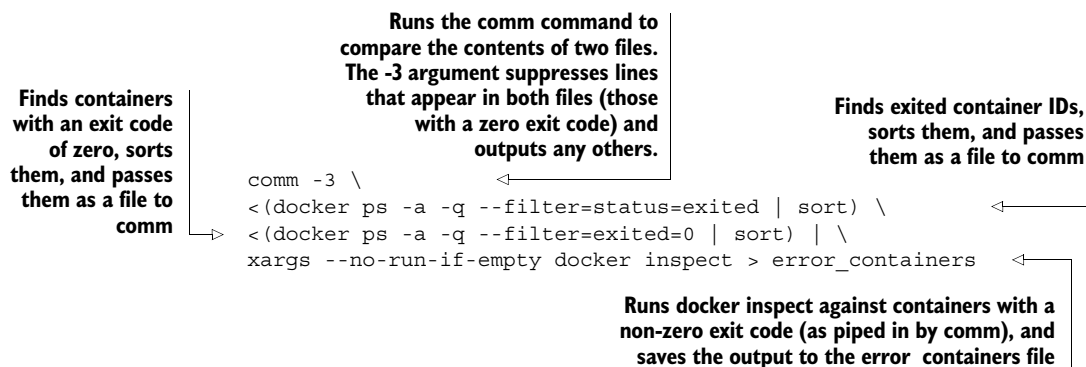 Runs the comm command to
compare the contents of two files.
The -3 argument suppresses lines
that appear in both files (those
with a zero exit code) and
outputs any others.
Finds containers
with an exit code
of zero, sorts
them, and passes
them as a file to
comm
Finds exited container IDs,
sorts them, and passes
them as a file to comm
comm -3 \
<(docker ps -a -q --filter=status=exited | sort) \
<(docker ps -a -q --filter=exited=0 | sort) | \
xargs --no-run-if-empty docker inspect > error_containers
Runs docker inspect against containers with a
non-zero exit code (as piped in by comm), and
saves the output to the error_containers file